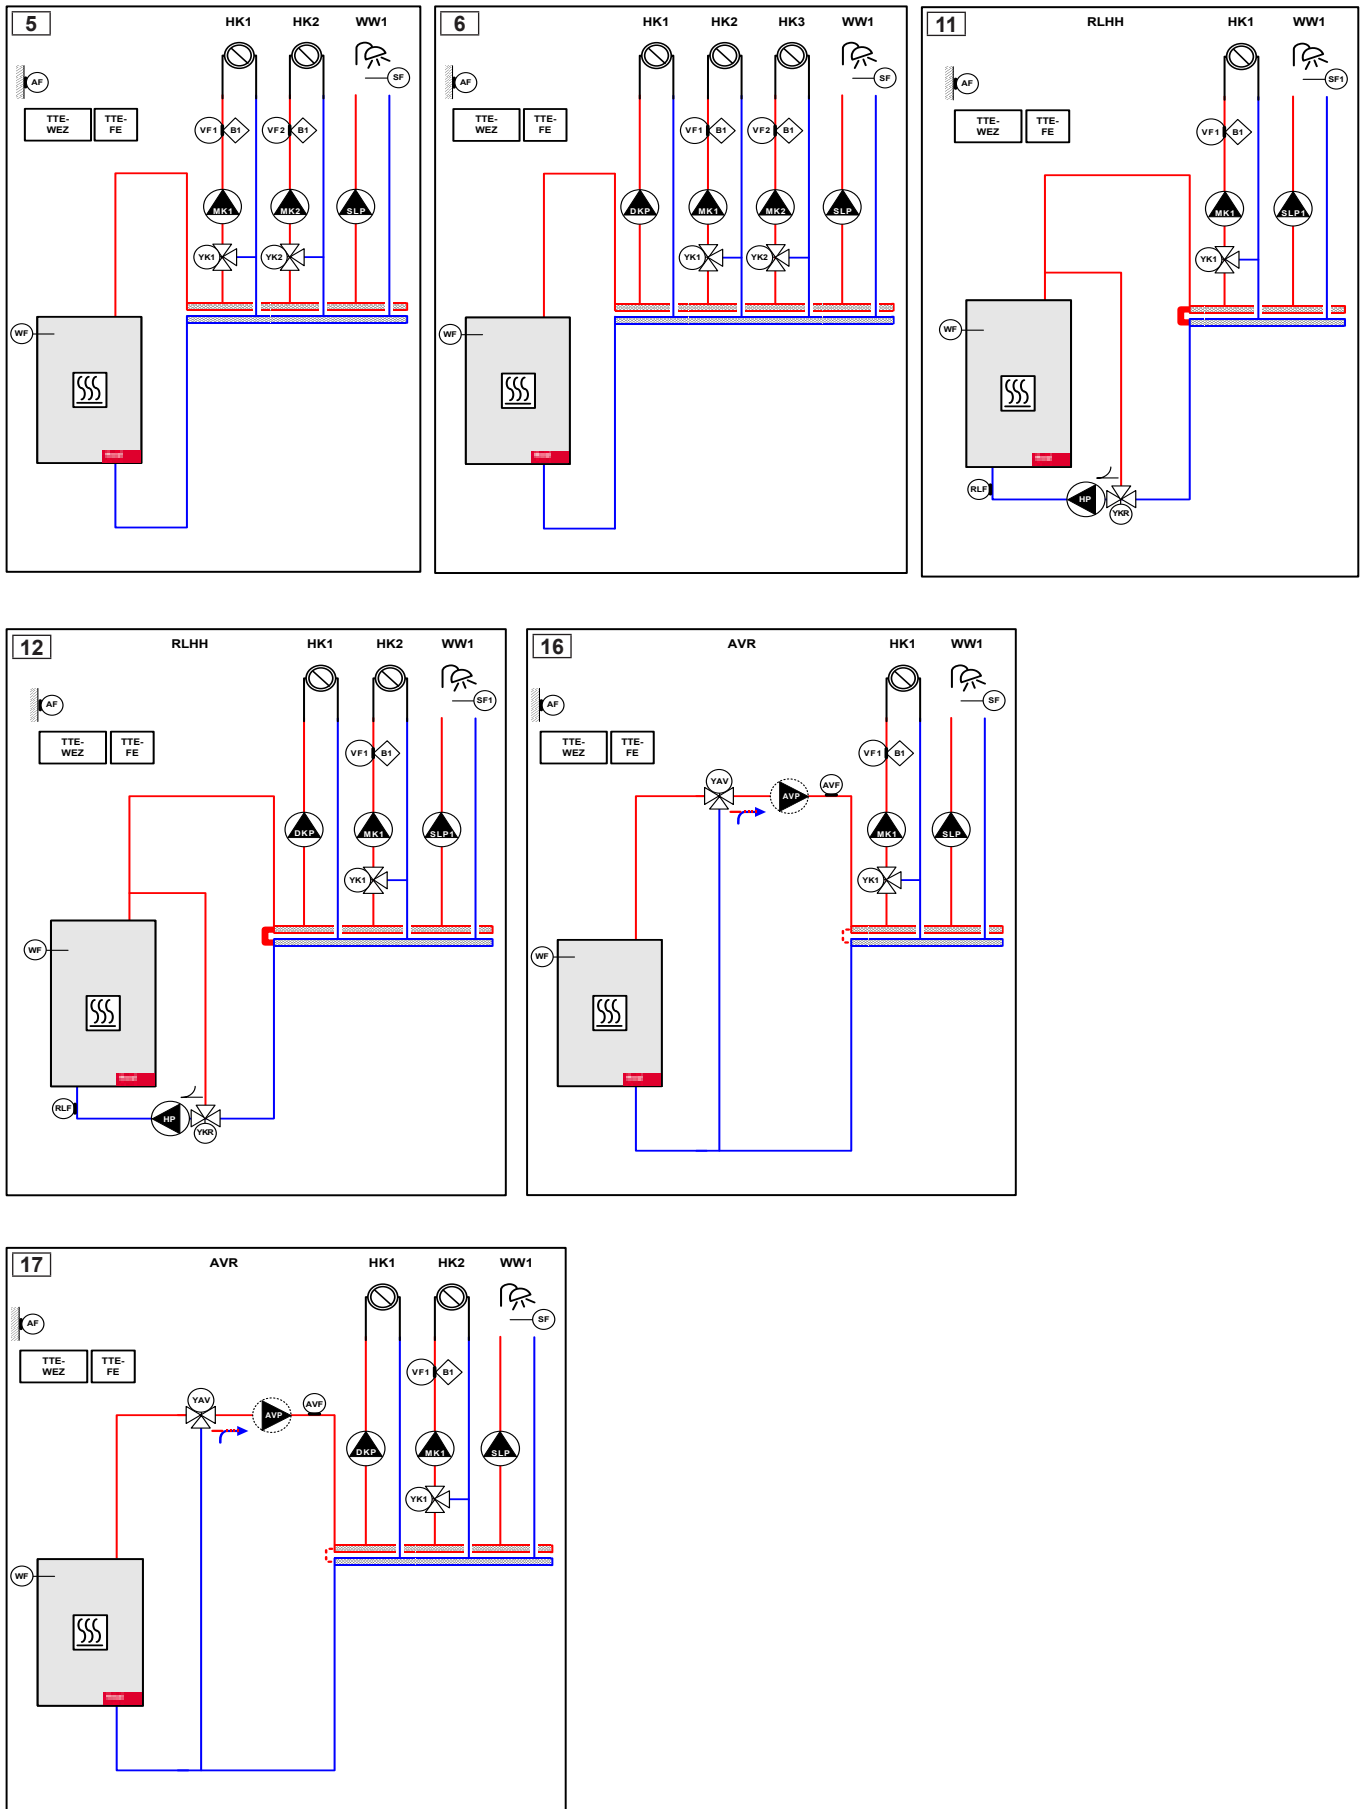 5 HK1 HK2 WW1
AF SF
TTE-
WEZ
TTE-
FE
VF1 B1 VF2 B1
MK1 MK2 SLP
YK1 YK2
WF
6 HK1 HK2 HK3 WW1
AF SF
TTE-
WEZ
TTE-
FE
VF1 B1 VF2 B1
DKP MK1 MK2 SLP
YK1 YK2
WF
11 RLHH HK1 WW1
AF SF1
TTE-
WEZ
TTE-
FE
VF1 B1
MK1 SLP1
YK1
WF
RLF HP YKR
12 RLHH HK1 HK2 WW1
AF SF1
TTE-
WEZ
TTE-
FE
VF1 B1
DKP MK1 SLP1
YK1
WF
RLF HP YKR
16 AVR HK1 WW1
AF SF
TTE-
WEZ
TTE-
FE
VF1 B1
YAV AVP AVF
MK1 SLP
YK1
WF
17 AVR HK1 HK2 WW1
AF SF
TTE-
WEZ
TTE-
FE
VF1 B1
YAV AVP AVF
DKP MK1 SLP
YK1
WF